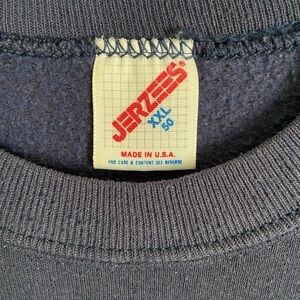 JERZEES®
XXL
50
MADE IN U.S.A.
FOR CARE & CONTENT SEE REVERSE